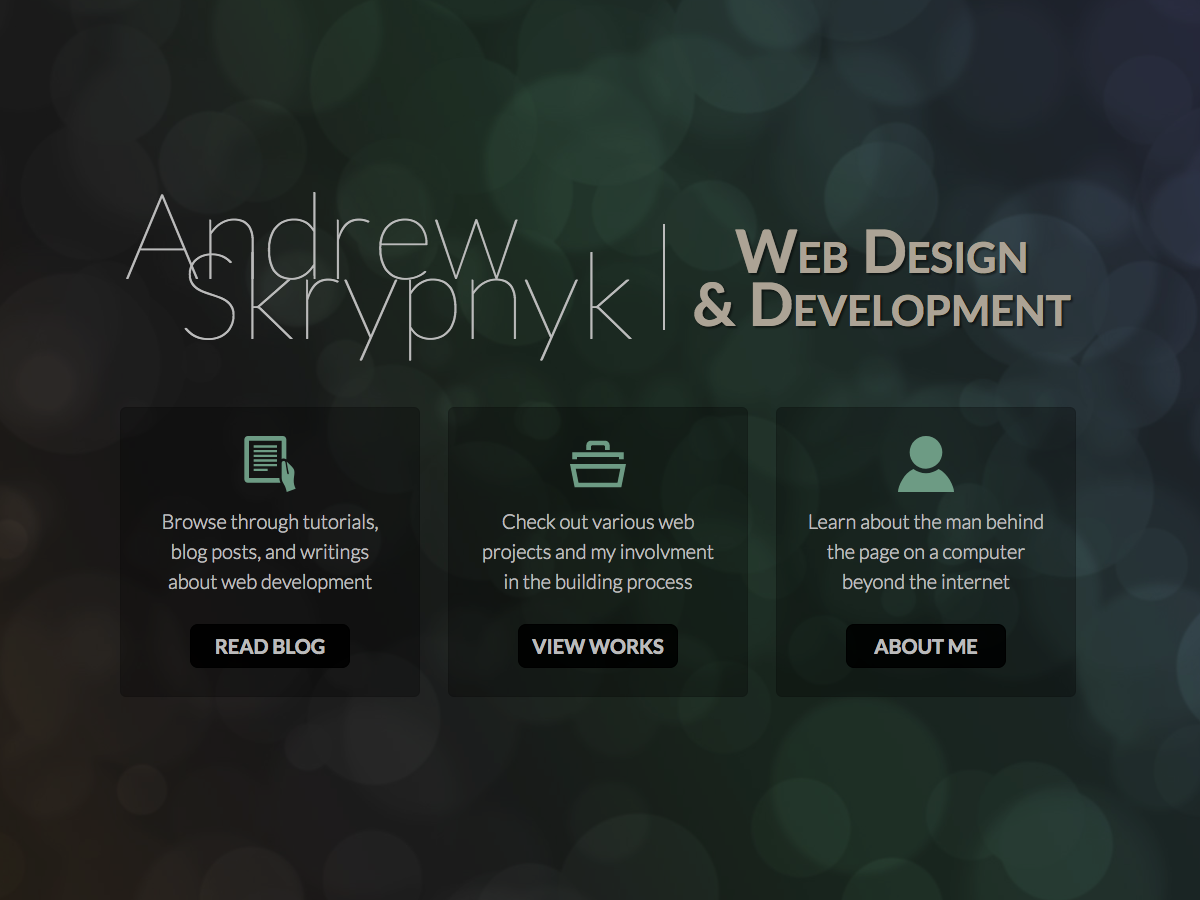 Andrew
Skryphyk
Web Design
& Development
Browse through tutorials,
blog posts, and writings
about web development
READ BLOG
Check out various web
projects and my involvment
in the building process
VIEW WORKS
Learn about the man behind
the page on a computer
beyond the internet
ABOUT ME